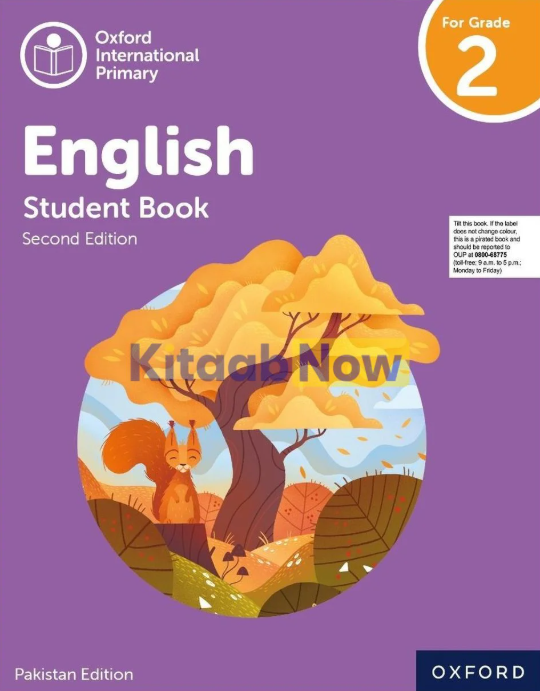 Oxford
International
Primary
For Grade
2
English
Student Book
Second Edition
Tilt this book. If the label
does not change colour,
this is a pirated book and
should be reported to
OUP at 0800-68775
(toll-free; 9 a.m. to 5 p.m.;
Monday to Friday)
Kitaab Now
Pakistan Edition
OXFORD